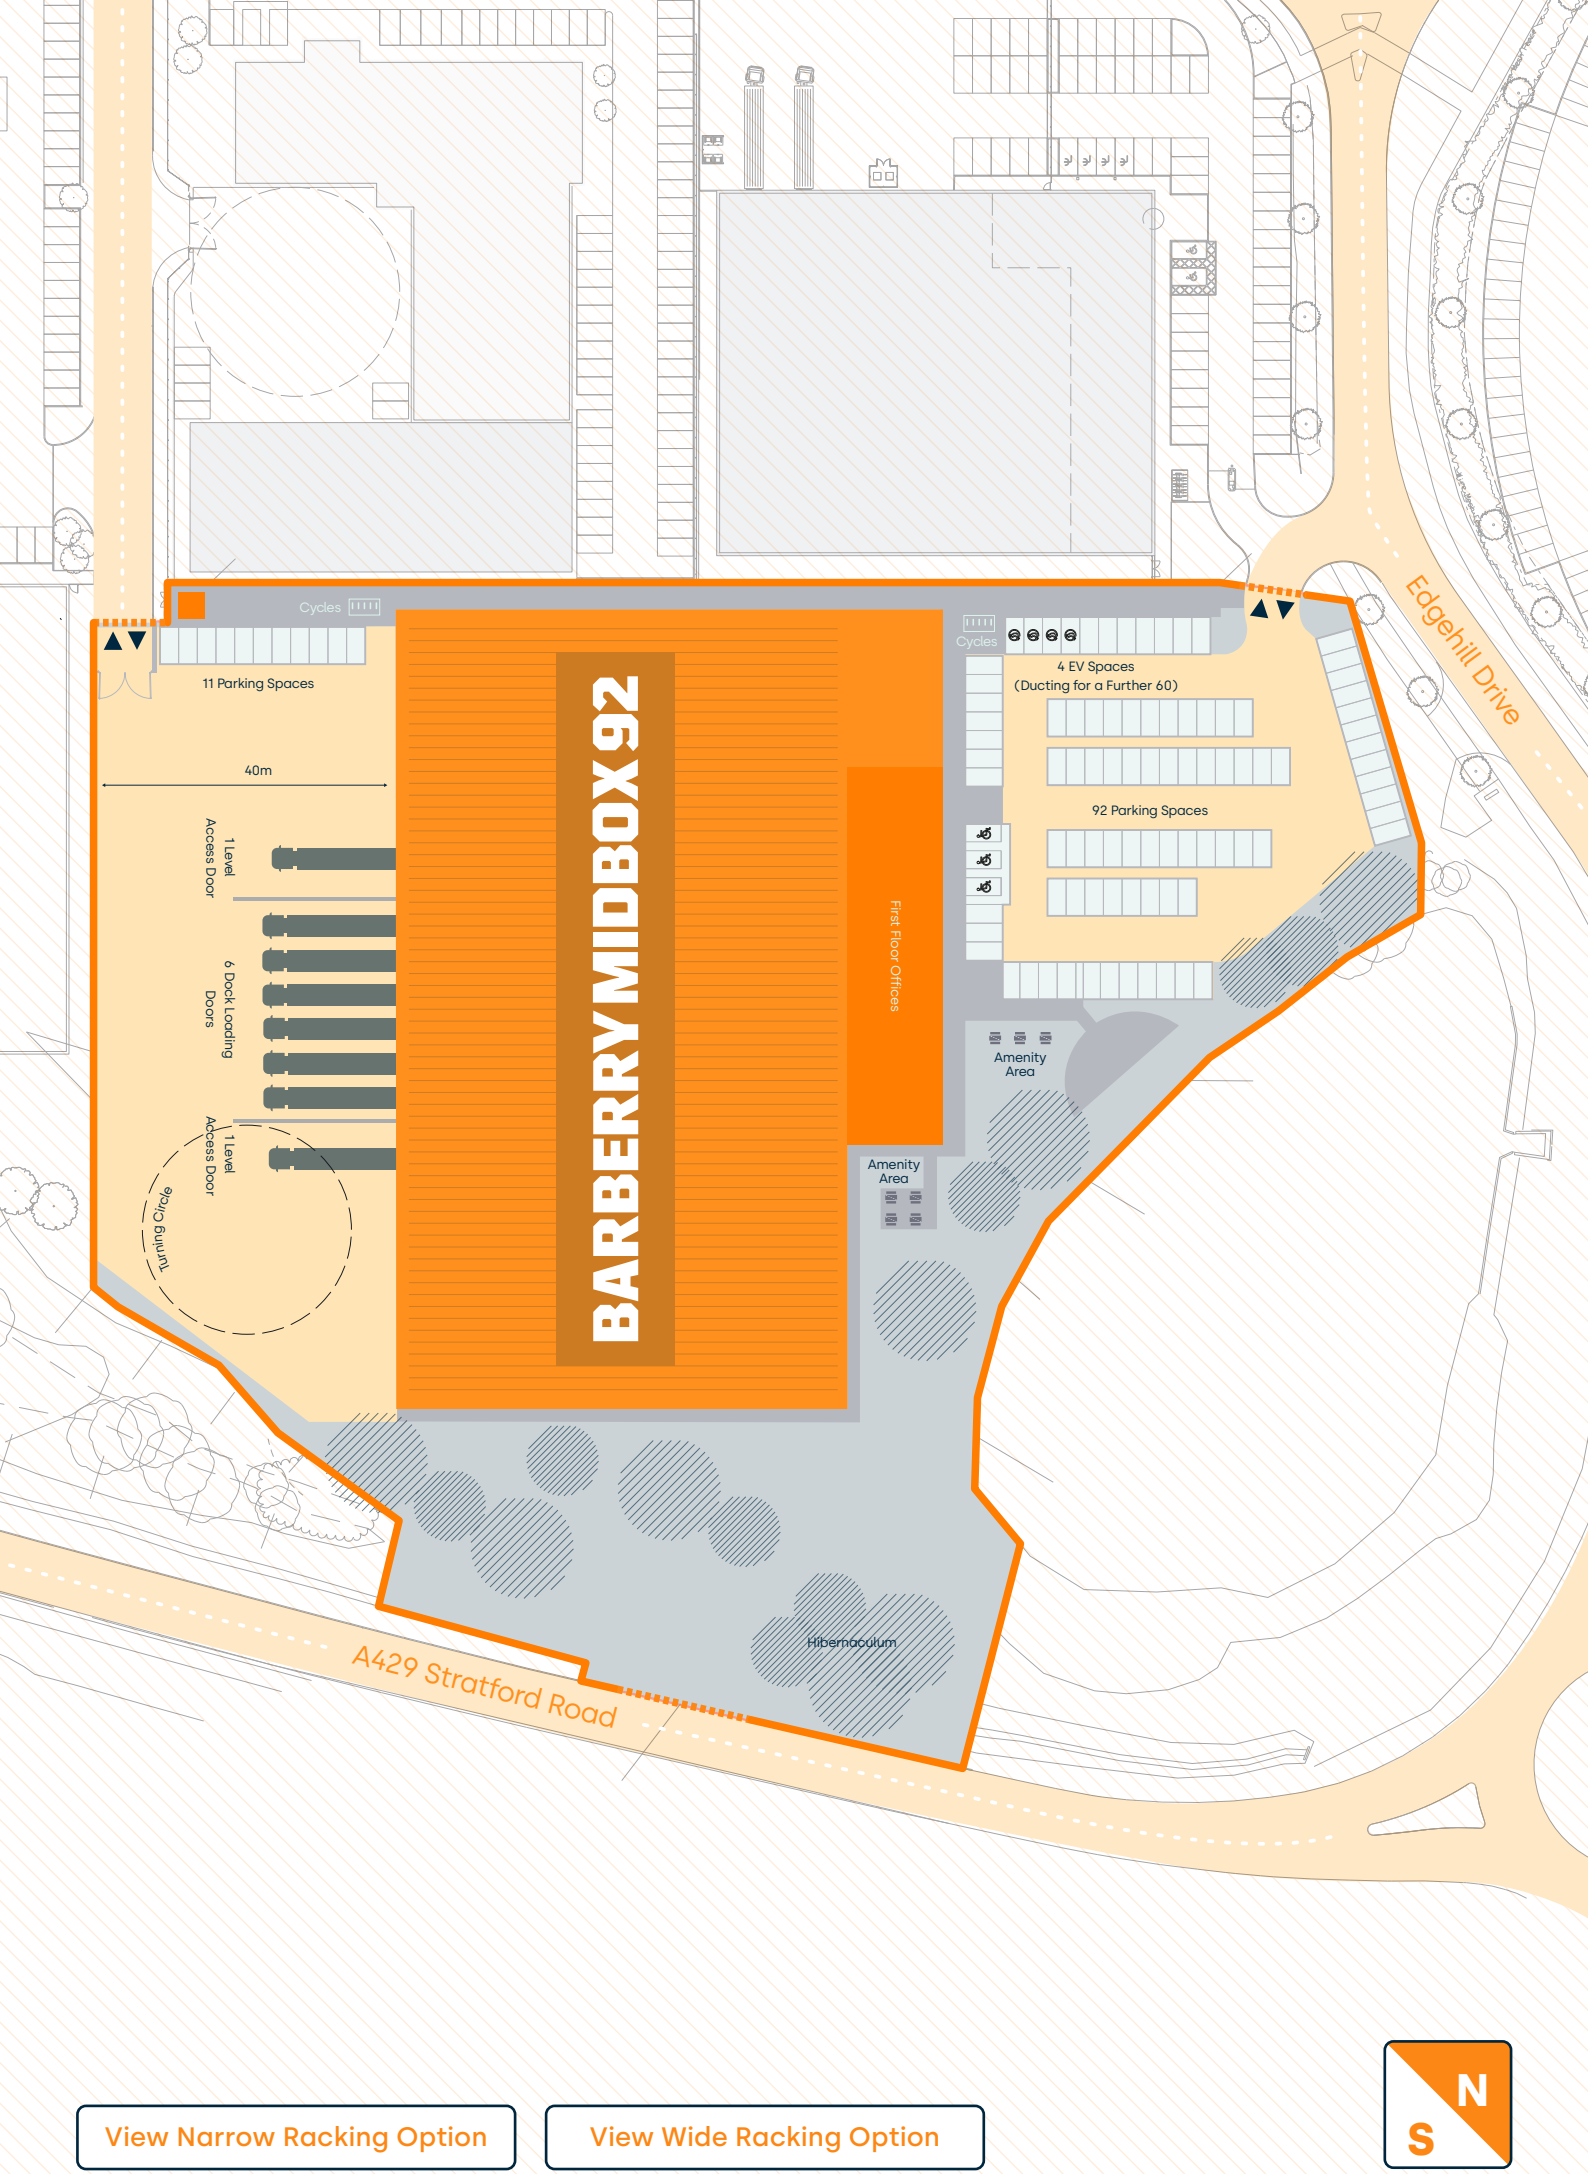 Cycles
11 Parking Spaces
40m
1 Level
Access Door
6 Dock Loading
Doors
1 Level
Access Door
Turning Circle
BARBERRY MIDBOX 92
First Floor Offices
Cycles
4 EV Spaces
(Ducting for a Further 60)
92 Parking Spaces
Edgehill Drive
Amenity
Area
Amenity
Area
Hibernaculum
A429 Stratford Road
View Narrow Racking Option
View Wide Racking Option
N
S